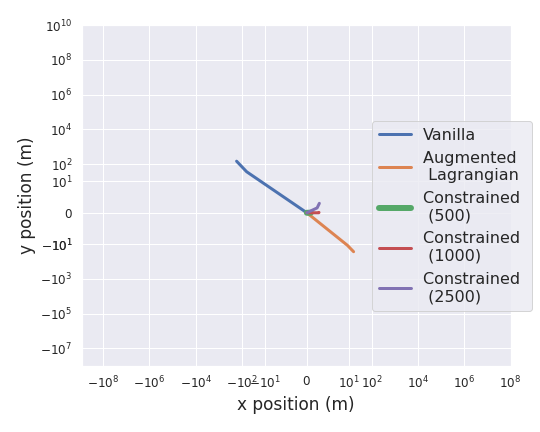 10^10
10^8
10^6
10^4
10^2
10^1
0
−10^1
−10^3
−10^5
−10^7
y position (m)
Vanilla
Augmented
Lagrangian
Constrained
(500)
Constrained
(1000)
Constrained
(2500)
−10^8 −10^6 −10^4 −10^2 −10^1 0 10^1 10^2 10^4 10^6 10^8
x position (m)